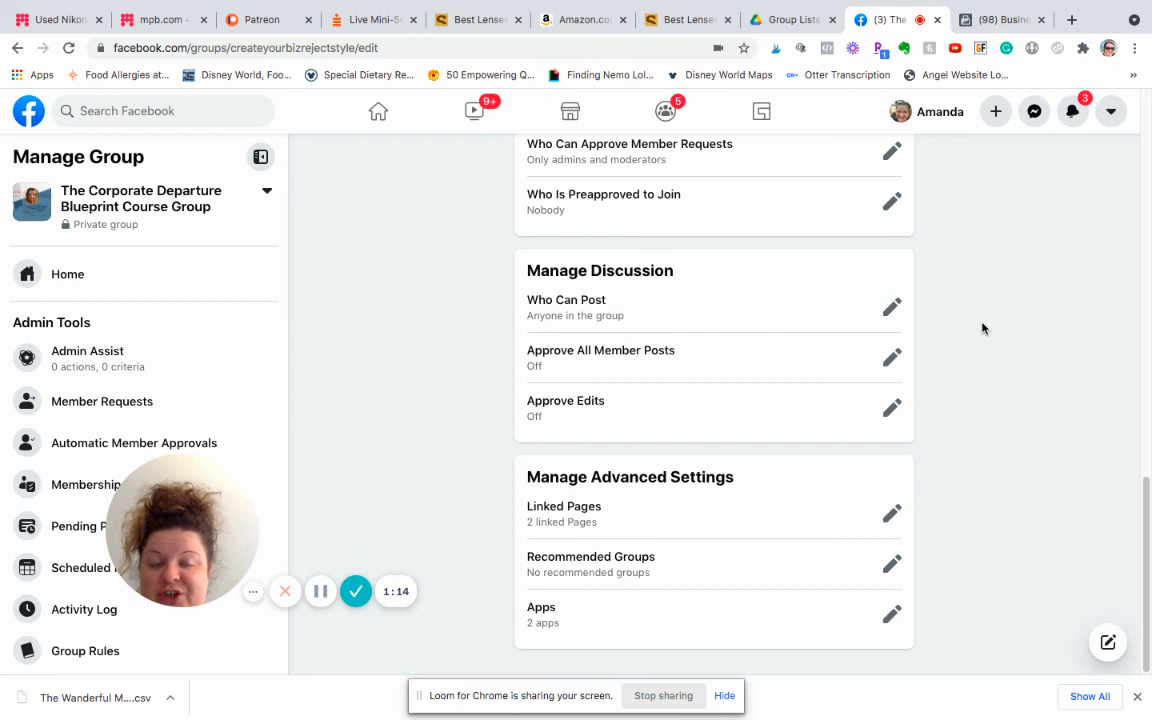 Used Nikon
mpb.com –
Patreon
Live Mini-S
Best Lense
Amazon.co
Best Lense
Group Lists
(3) The
(98) Busine
facebook.com/groups/createyourbizrejectstyle/edit
Apps
Food Allergies at...
Disney World, Foo...
Special Dietary Re...
50 Empowering Q...
Finding Nemo Lol...
Disney World Maps
Otter Transcription
Angel Website Lo...
»
Search Facebook
9+
5
Amanda
3
Manage Group
The Corporate Departure
Blueprint Course Group
Private group
Home
Admin Tools
Admin Assist
0 actions, 0 criteria
Member Requests
Automatic Member Approvals
Membership
Pending P
Scheduled
Activity Log
Group Rules
Who Can Approve Member Requests
Only admins and moderators
Who Is Preapproved to Join
Nobody
Manage Discussion
Who Can Post
Anyone in the group
Approve All Member Posts
Off
Approve Edits
Off
Manage Advanced Settings
Linked Pages
2 linked Pages
Recommended Groups
No recommended groups
Apps
2 apps
1:14
The Wanderful M....csv
Loom for Chrome is sharing your screen.
Stop sharing
Hide
Show All